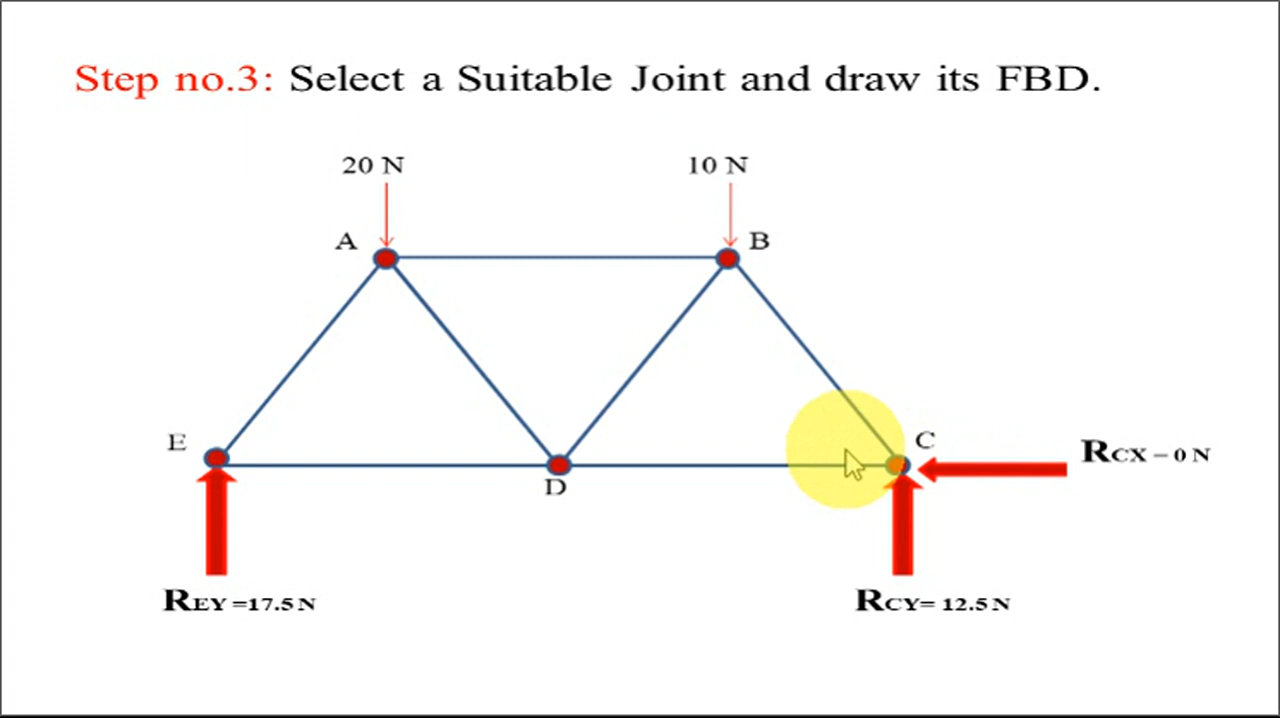 Step no.3: Select a Suitable Joint and draw its FBD.
20 N
10 N
A
B
E
C
RCX – 0 N
D
REY =17.5 N
RCY= 12.5 N